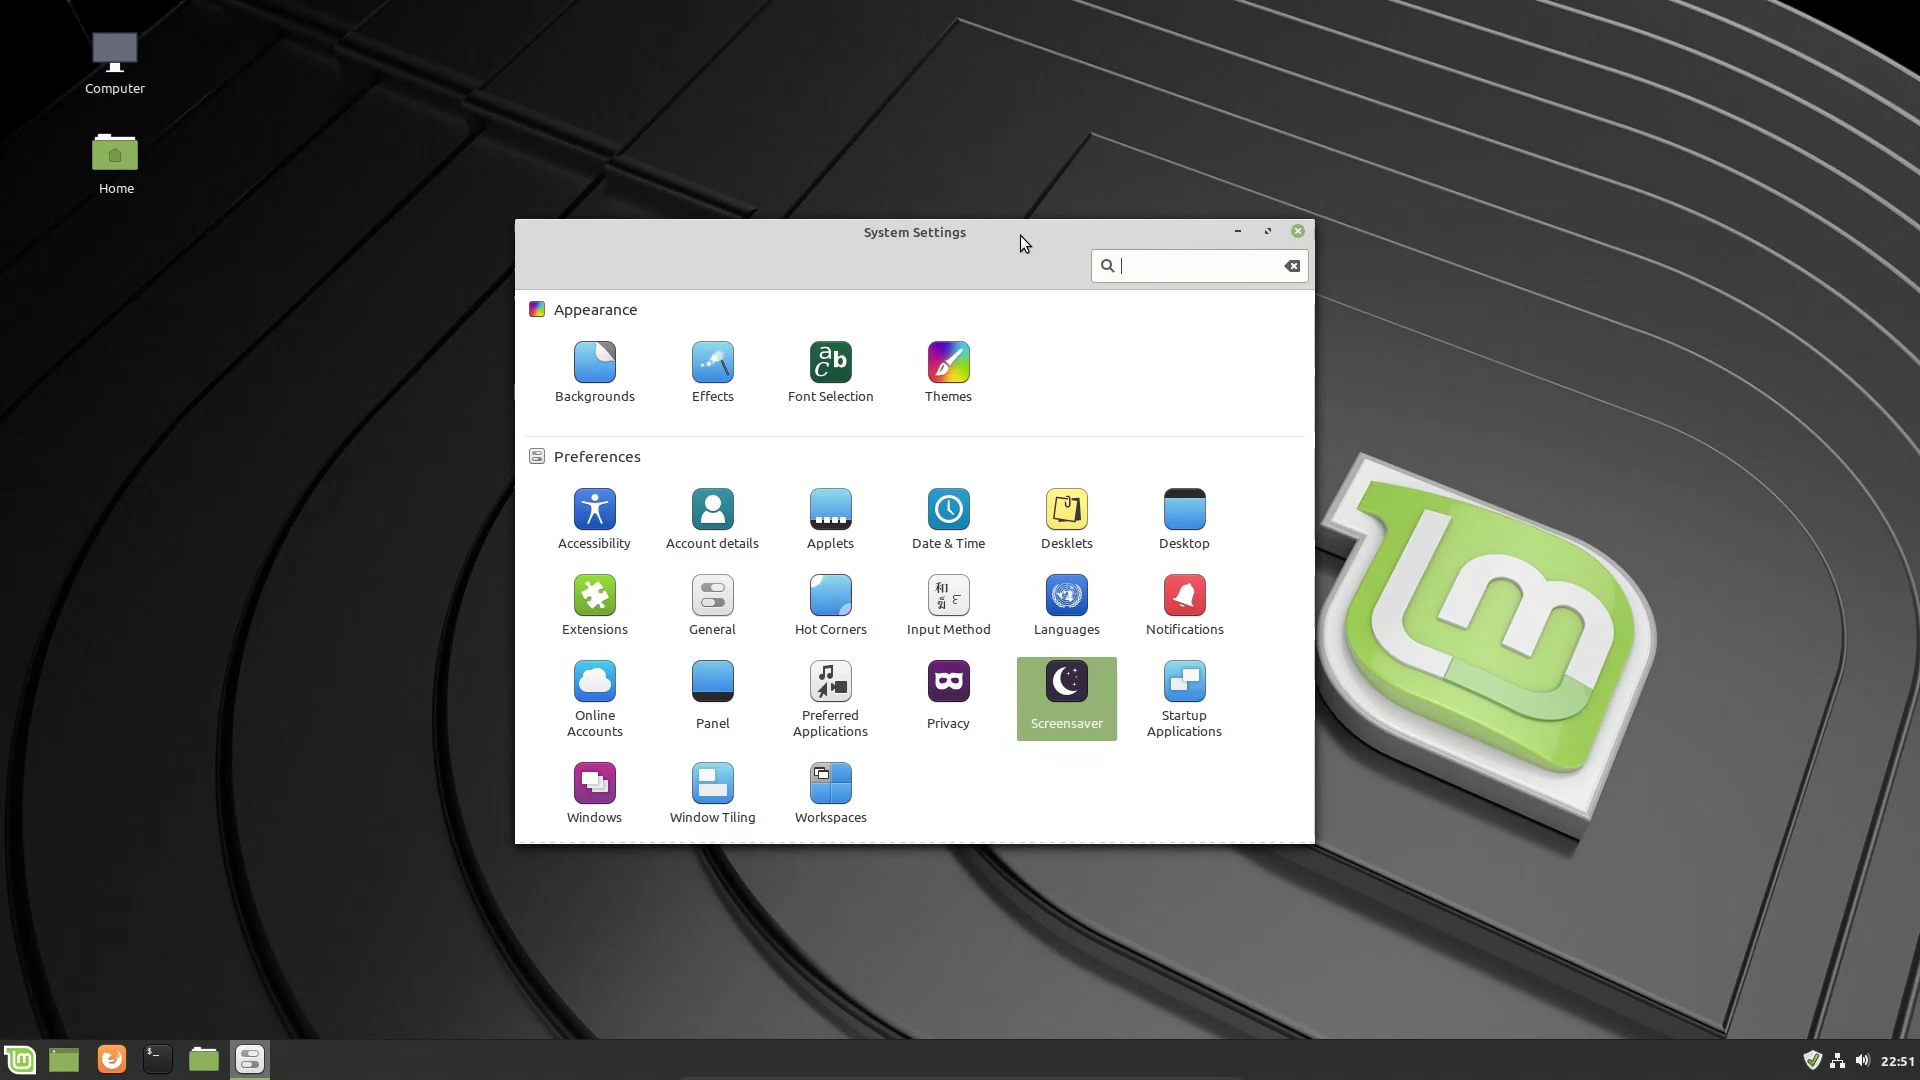 Computer
Home
System Settings
Appearance
Backgrounds
Effects
Font Selection
Themes
Preferences
Accessibility
Account details
Applets
Date & Time
Desklets
Desktop
Extensions
General
Hot Corners
Input Method
Languages
Notifications
Online
Accounts
Panel
Preferred
Applications
Privacy
Screensaver
Startup
Applications
Windows
Window Tiling
Workspaces
22:51